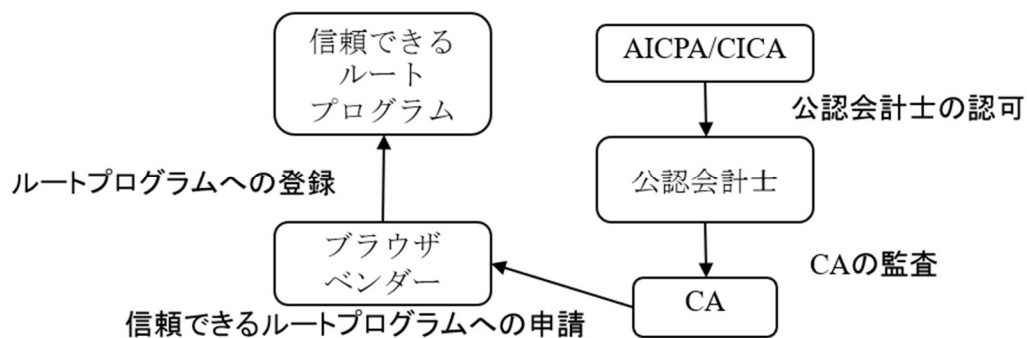 信頼できる
ルート
プログラム
AICPA/CICA
公認会計士の認可
ルートプログラムへの登録
公認会計士
ブラウザ
ベンダー
CAの監査
CA
信頼できるルートプログラムへの申請